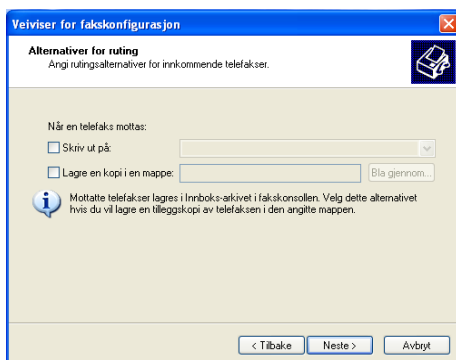 Veiviser for fakskonfigurasjon
Alternativer for ruting
Angi rutingsalternativer for innkommende telefakser.
Når en telefaks mottas:
Skriv ut på:
Lagre en kopi i en mappe:
Bla gjennom...
Mottatte telefakser lagres i Innboks-arkivet i fakskonsollen. Velg dette alternativet
hvis du vil lagre en tilleggskopi av telefaksen i den angitte mappen.
< Tilbake
Neste >
Avbryt